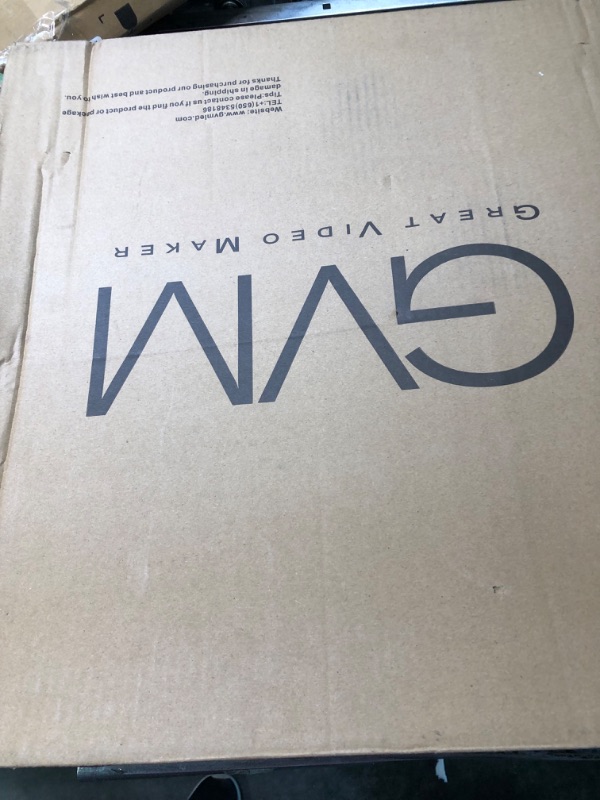 GVM
GREAT VIDEO MAKER
Website: www.gvmled.com
TEL:+1(650)5348186
Tips:Please contact us if you find the product or package
damage in shipping.
Thanks for purchasing our product and best wish to you.